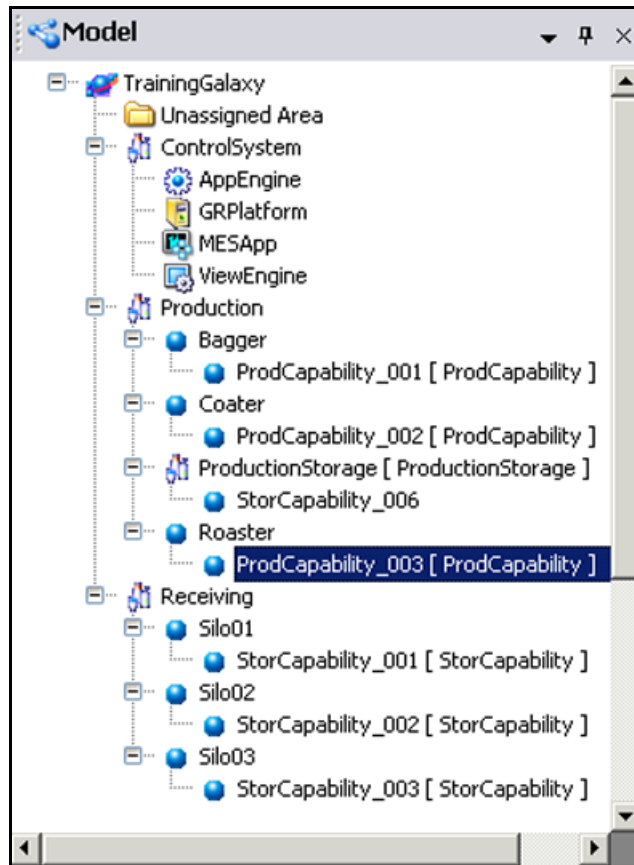 Model
TrainingGalaxy
Unassigned Area
ControlSystem
AppEngine
GRPlatform
MESApp
ViewEngine
Production
Bagger
ProdCapability_001 [ ProdCapability ]
Coater
ProdCapability_002 [ ProdCapability ]
ProductionStorage [ ProductionStorage ]
StorCapability_006
Roaster
ProdCapability_003 [ ProdCapability ]
Receiving
Silo01
StorCapability_001 [ StorCapability ]
Silo02
StorCapability_002 [ StorCapability ]
Silo03
StorCapability_003 [ StorCapability ]